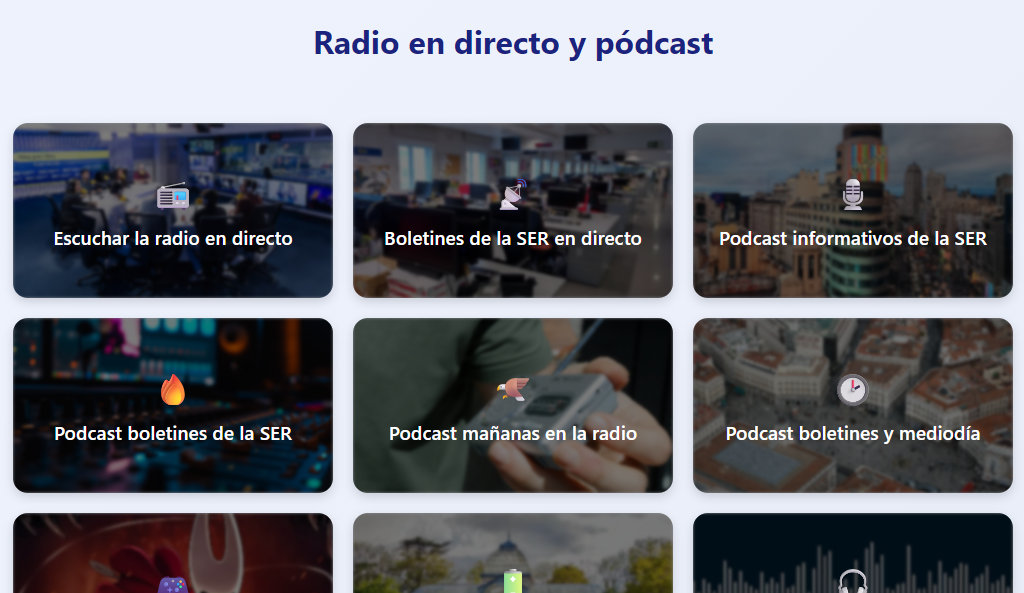 Radio en directo y pódcast
Escuchar la radio en directo
Boletines de la SER en directo
Podcast informativos de la SER
Podcast boletines de la SER
Podcast mañanas en la radio
Podcast boletines y mediodía